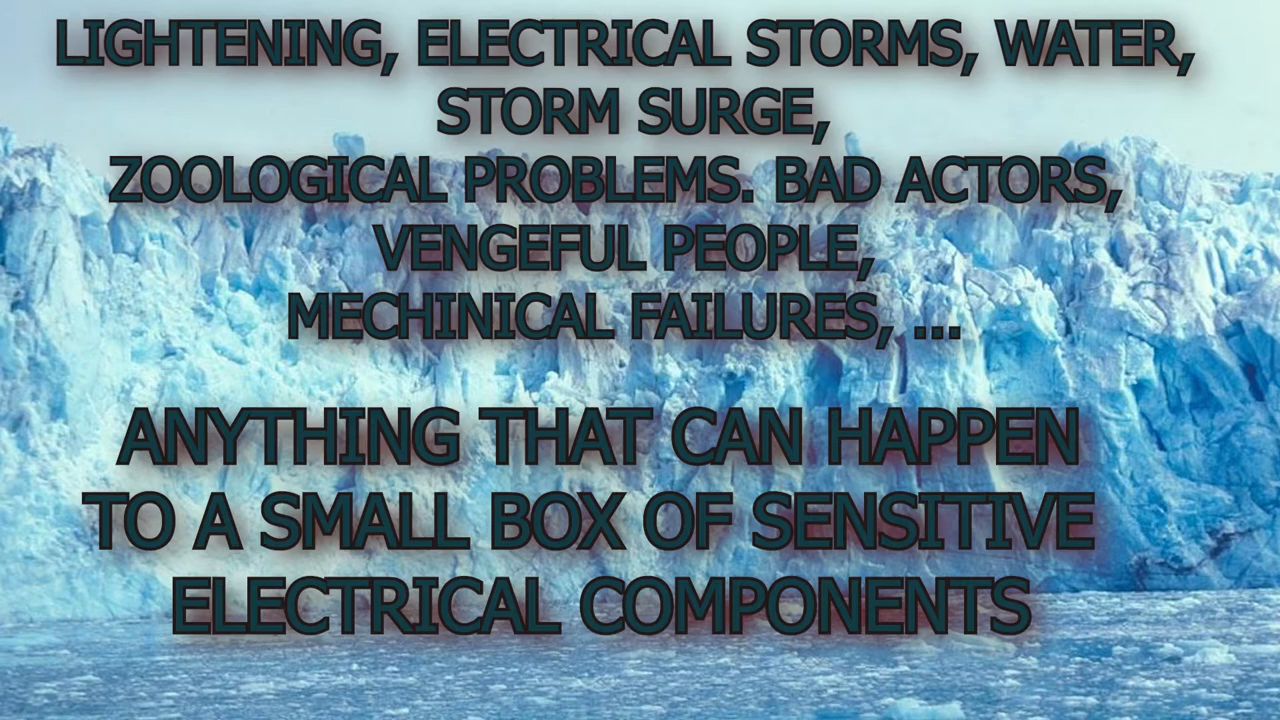 LIGHTENING, ELECTRICAL STORMS, WATER,
STORM SURGE,
ZOOLOGICAL PROBLEMS. BAD ACTORS,
VENGEFUL PEOPLE,
MECHINICAL FAILURES, ...
ANYTHING THAT CAN HAPPEN
TO A SMALL BOX OF SENSITIVE
ELECTRICAL COMPONENTS